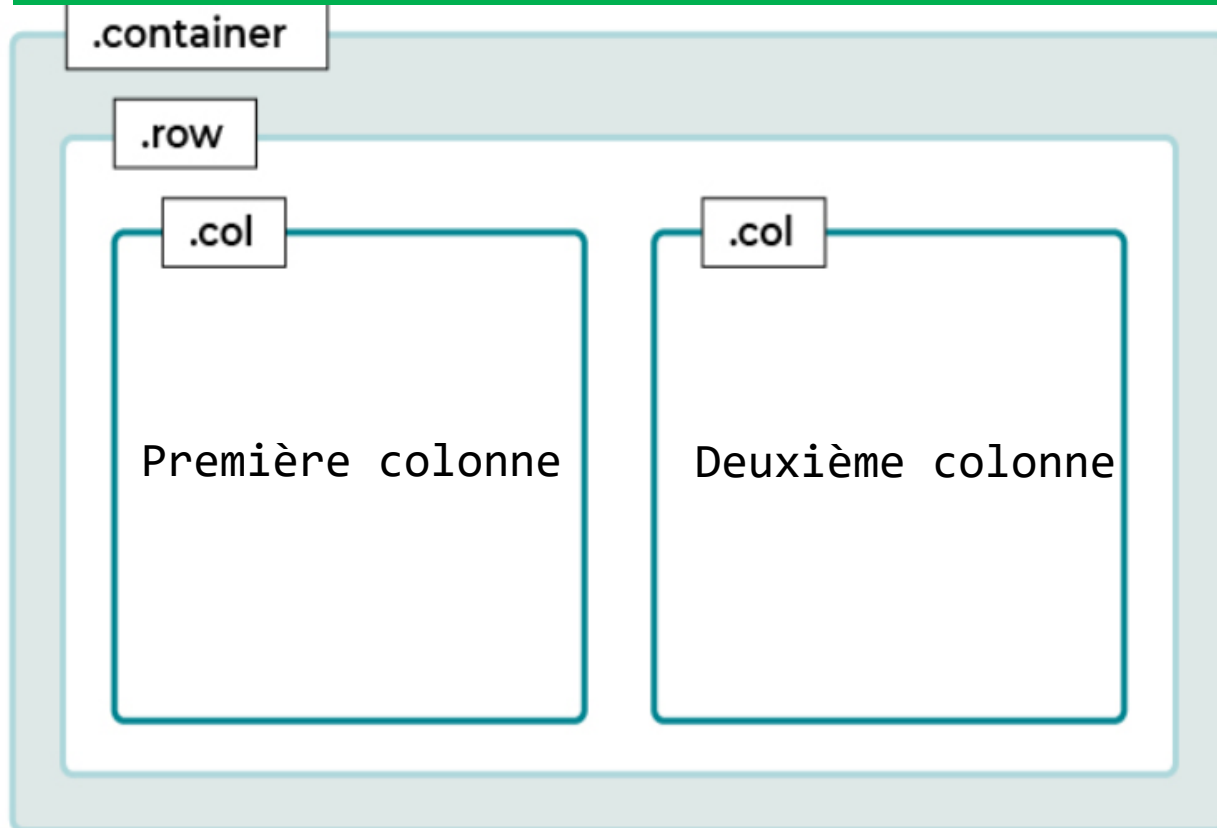 .container
.row
.col
.col
Première colonne
Deuxième colonne